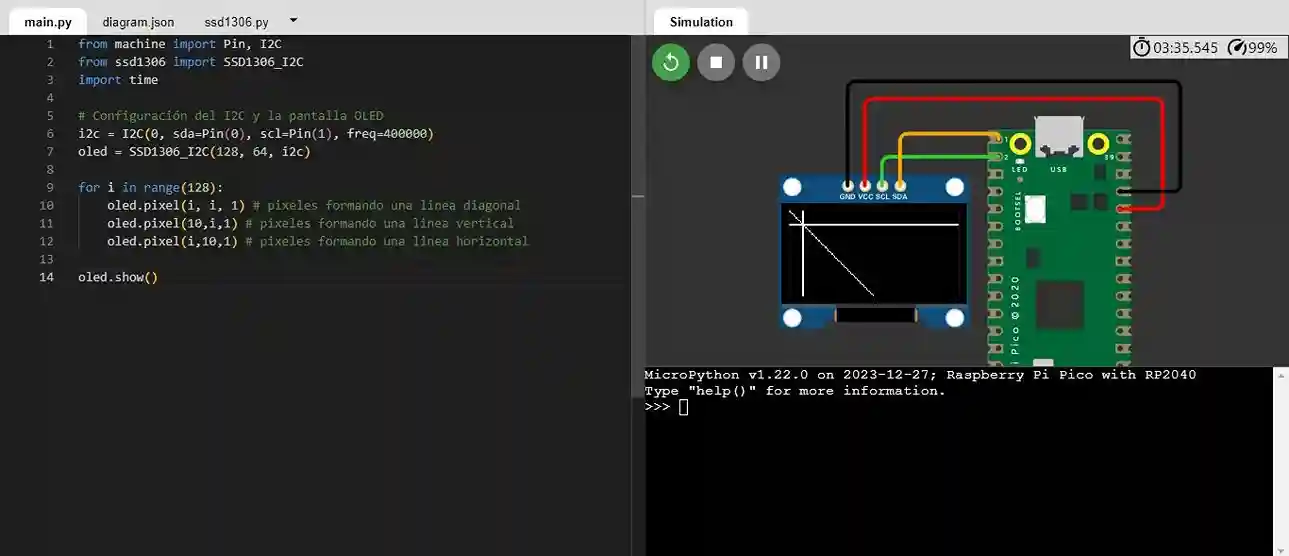 main.py diagram.json ssd1306.py
1 from machine import Pin, I2C
2 from ssd1306 import SSD1306_I2C
3 import time
4
5 # Configuración del I2C y la pantalla OLED
6 i2c = I2C(0, sda=Pin(0), scl=Pin(1), freq=400000)
7 oled = SSD1306_I2C(128, 64, i2c)
8
9 for i in range(128):
10 oled.pixel(i, i, 1) # pixeles formando una linea diagonal
11 oled.pixel(10,i,1) # pixeles formando una linea vertical
12 oled.pixel(i,10,1) # pixeles formando una linea horizontal
13
14 oled.show()
Simulation
03:35.545 99%
GND VCC SCL SDA
1
2
39
LED USB
BOOTSEL
i Pico ©2020
MicroPython v1.22.0 on 2023-12-27; Raspberry Pi Pico with RP2040
Type "help()" for more information.
>>>